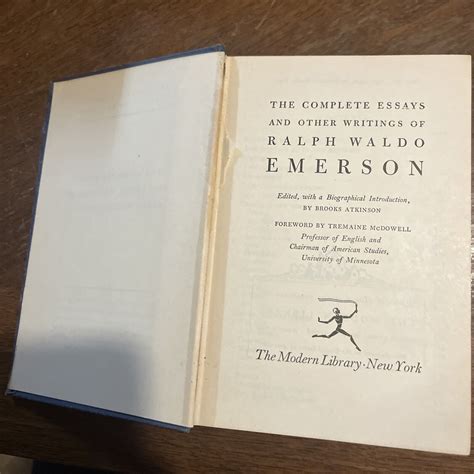 THE COMPLETE ESSAYS
AND OTHER WRITINGS OF
RALPH WALDO
EMERSON
Edited, with a Biographical Introduction,
BY BROOKS ATKINSON
FOREWORD BY TREMAINE McDOWELL
Professor of English and
Chairman of American Studies,
University of Minnesota
The Modern Library · New York